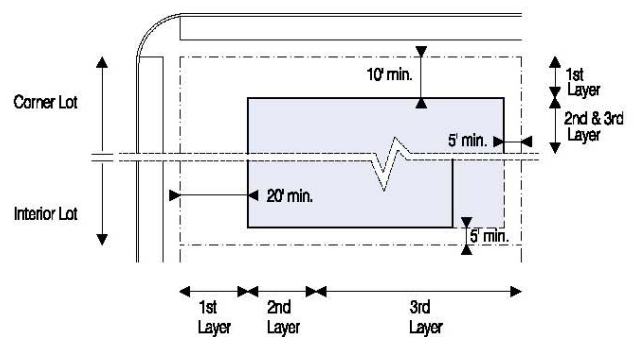 10' min.
1st
Layer
Corner Lot
2nd & 3rd
Layer
5' min.
20' min.
Interior Lot
5' min.
1st
Layer
2nd
Layer
3rd
Layer